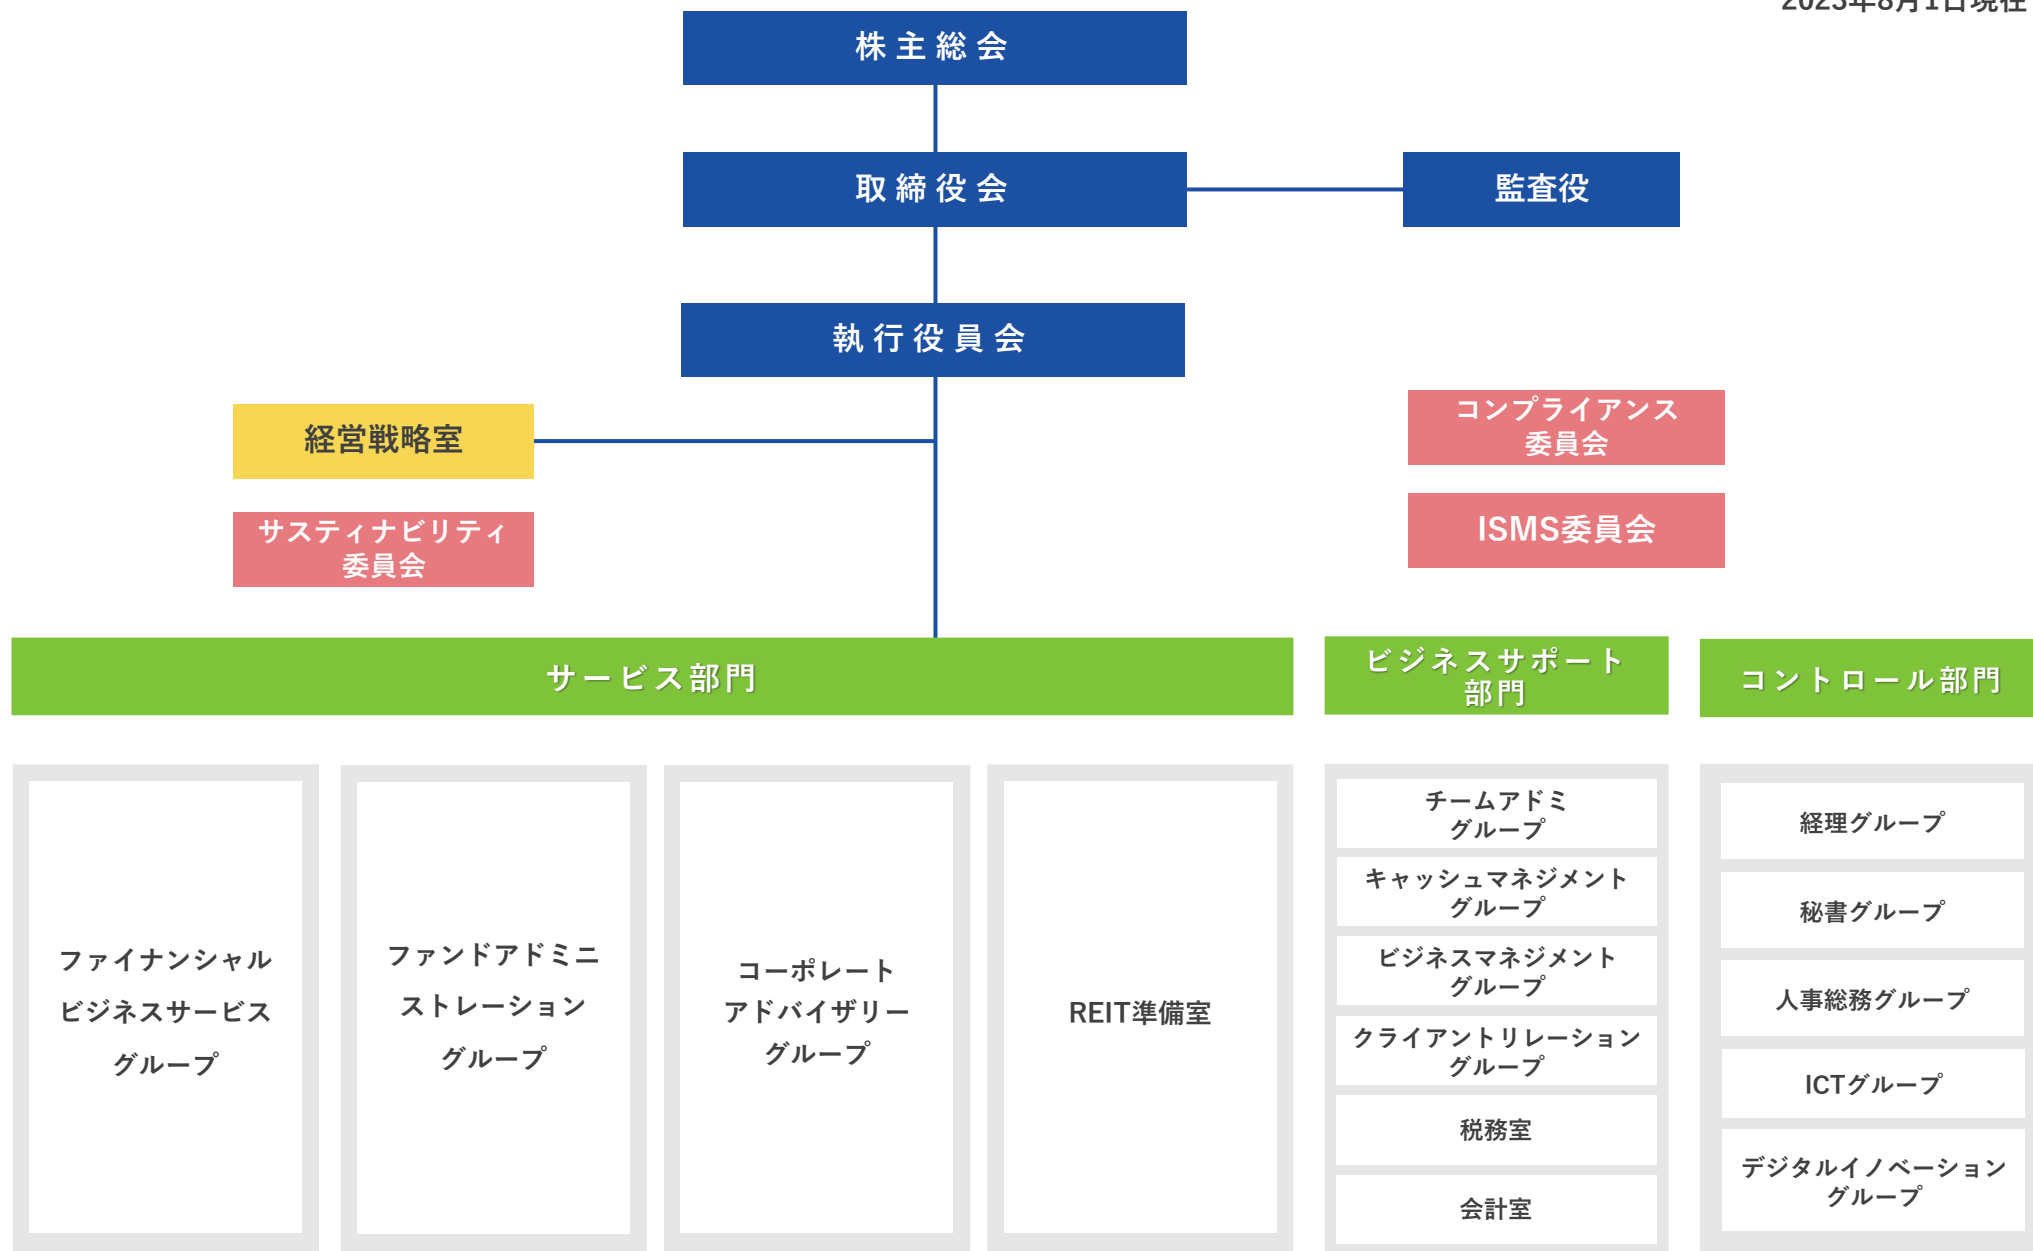 2023年8月1日現在
株主総会
取締役会
監査役
執行役員会
経営戦略室
コンプライアンス
委員会
サスティナビリティ
委員会
ISMS委員会
サービス部門
ビジネスサポート
部門
コントロール部門
ファイナンシャル
ビジネスサービス
グループ
ファンドアドミニ
ストレーション
グループ
コーポレート
アドバイザリー
グループ
REIT準備室
チームアドミ
グループ
キャッシュマネジメント
グループ
ビジネスマネジメント
グループ
クライアントリレーション
グループ
税務室
会計室
経理グループ
秘書グループ
人事総務グループ
ICTグループ
デジタルイノベーション
グループ